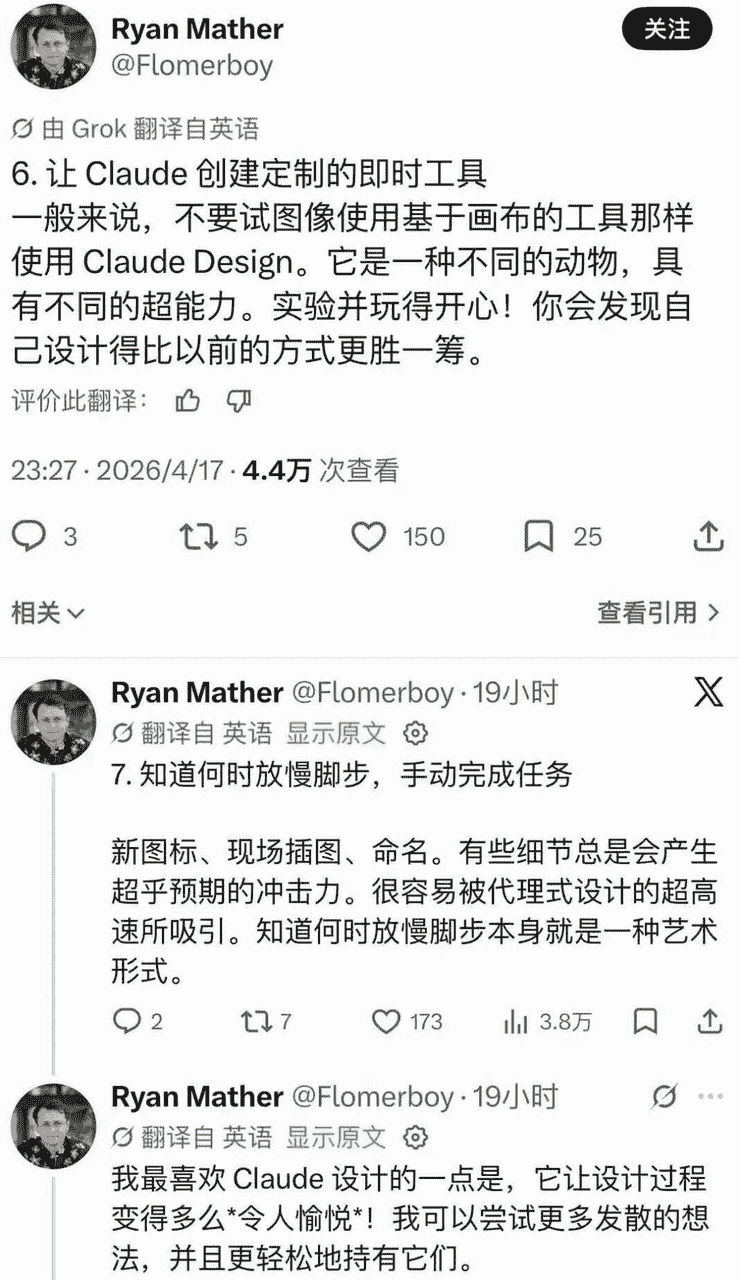 Ryan Mather
关注
@Flomerboy
由 Grok 翻译自英语
6. 让 Claude 创建定制的即时工具
一般来说，不要试图像使用基于画布的工具那样
使用 Claude Design。它是一种不同的动物，具
有不同的超能力。实验并玩得开心！你会发现自
己设计得比以前的方式更胜一筹。
评价此翻译：
23:27 · 2026/4/17 · 4.4万 次查看
3 5 150 25
相关 查看引用
Ryan Mather @Flomerboy · 19小时
翻译自 英语 显示原文
7. 知道何时放慢脚步，手动完成任务
新图标、现场插图、命名。有些细节总是会产生
超乎预期的冲击力。很容易被代理式设计的超高
速所吸引。知道何时放慢脚步本身就是一种艺术
形式。
2 7 173 3.8万
Ryan Mather @Flomerboy · 19小时
翻译自 英语 显示原文
我最喜欢 Claude 设计的一点是，它让设计过程
变得多么*令人愉悦*！我可以尝试更多发散的想
法，并且更轻松地持有它们。